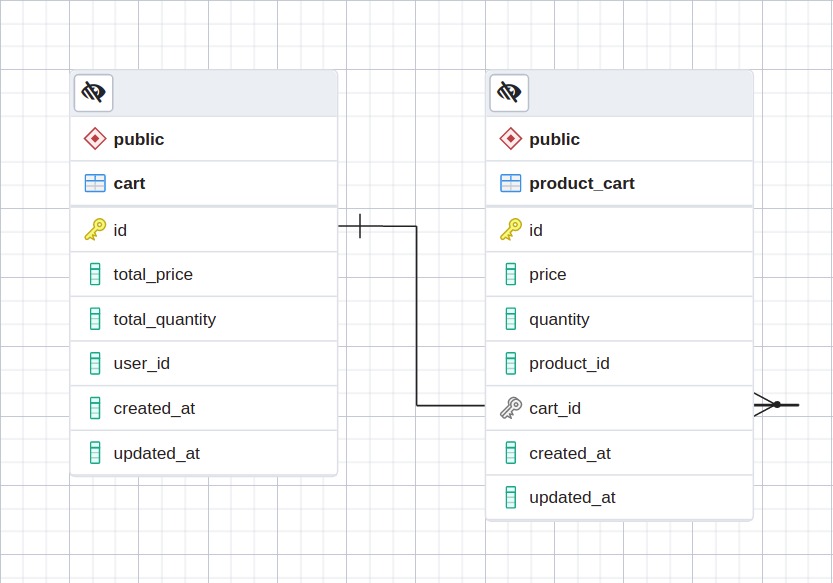 public
cart
id
total_price
total_quantity
user_id
created_at
updated_at
public
product_cart
id
price
quantity
product_id
cart_id
created_at
updated_at